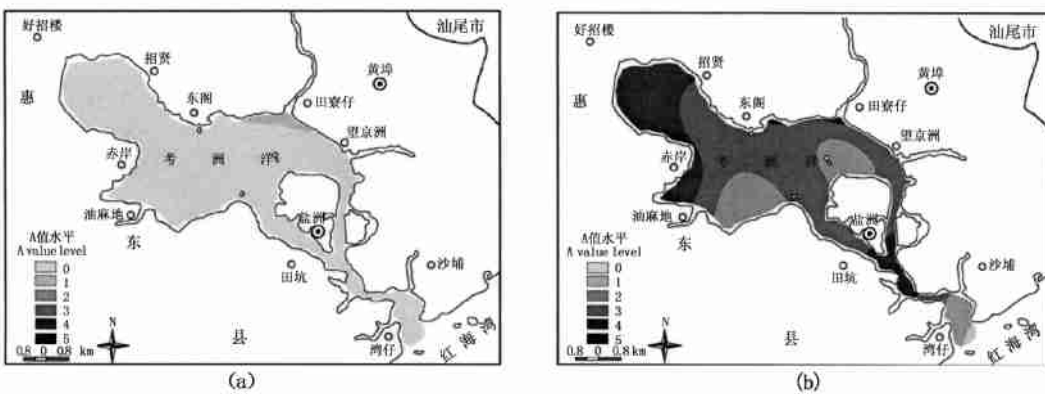 好招楼
汕尾市
招贤
黄埠
惠
东阁
田寮仔
望京洲
考洲洋
赤岸
盐洲
油麻地
东
A值水平
A value level
0
1
2
3
4
5
田坑
沙埔
N
0.8 0 0.8 km
县
湾仔
红海湾
(a)
好招楼
汕尾市
招贤
黄埠
惠
东阁
田寮仔
望京洲
考洲洋
赤岸
盐洲
油麻地
东
A值水平
A value level
0
1
2
3
4
5
田坑
沙埔
N
0.8 0 0.8 km
县
湾仔
红海湾
(b)